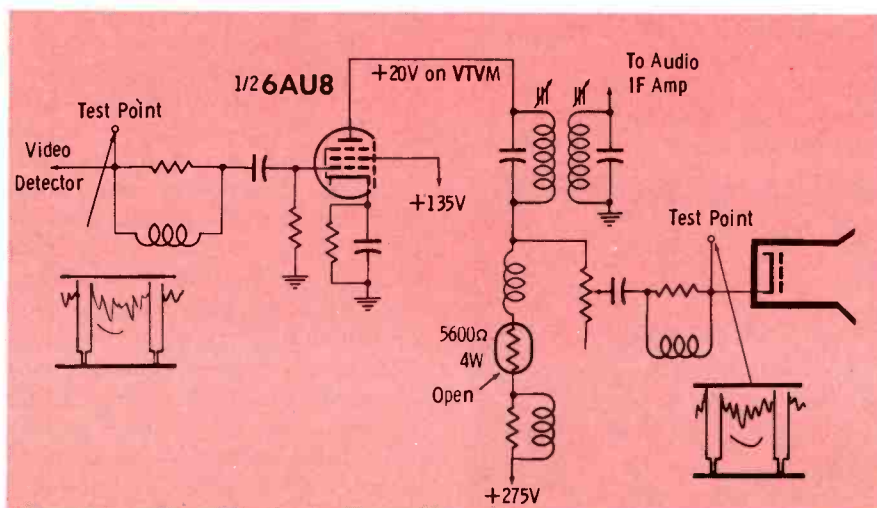 1/2 6AU8
+20V on VTVM
To Audio
IF Amp
Test Point
Video
Detector
+135V
Test Point
5600Ω
4W
Open
+275V